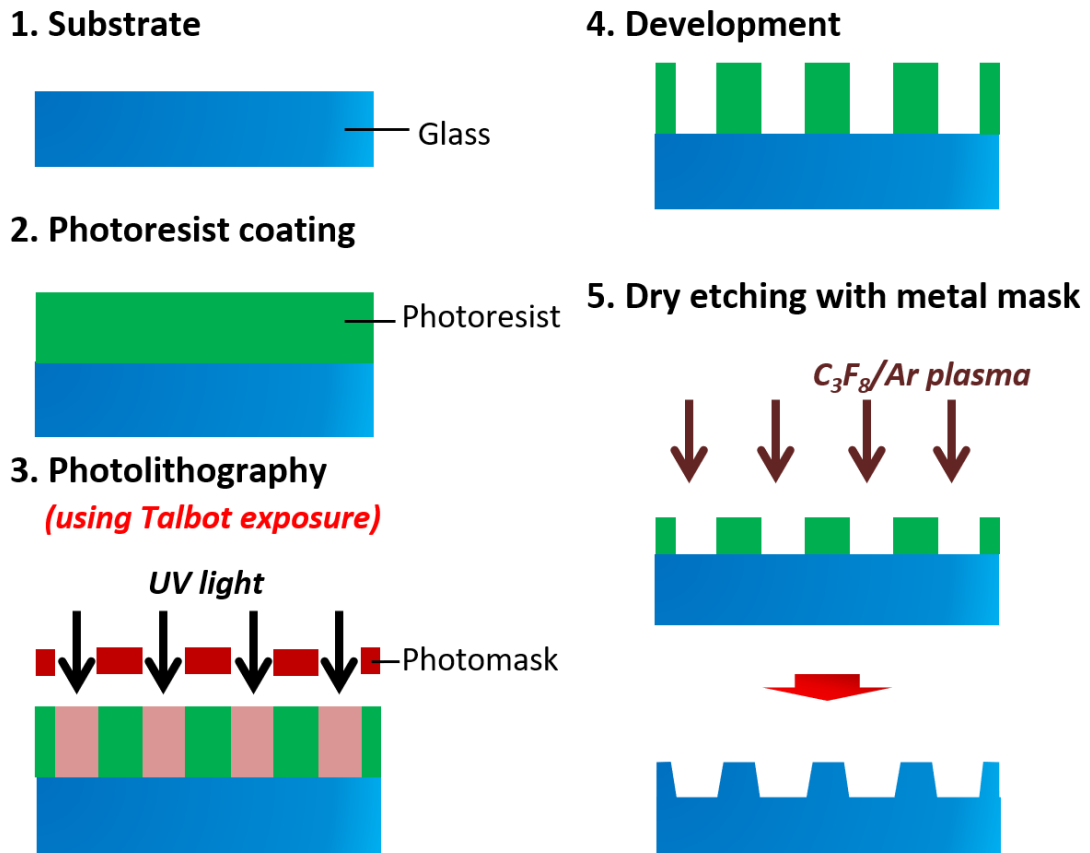 1. Substrate
Glass
2. Photoresist coating
Photoresist
3. Photolithography
(using Talbot exposure)
UV light
Photomask
4. Development
5. Dry etching with metal mask
C₃F₈/Ar plasma